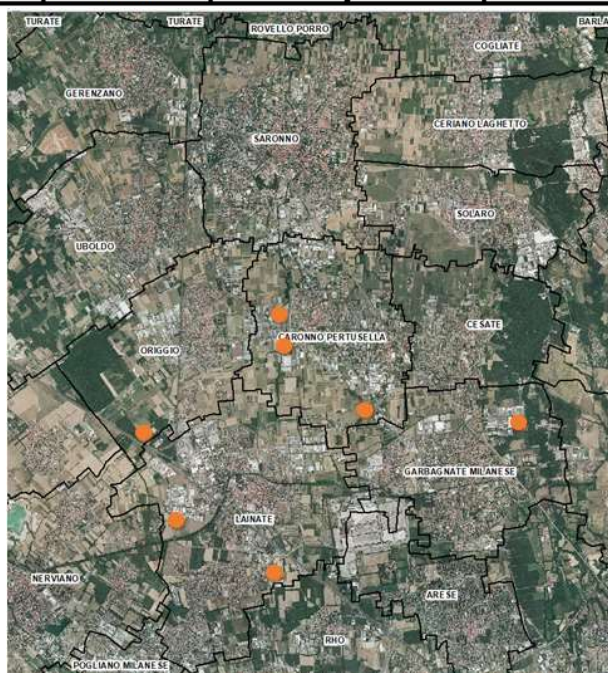 TURATE TURATE ROVELLO PORRO BARLA
COGLIATE
GERENZANO
CERIANO LAGHETTO
SARONNO
SOLARO
UBOLDO
CESATE
CARONNO PERTUSELLA
ORIGGIO
GARBAGNATE MILANESE
LAINATE
NERVIANO
ARESE
RHO
POGLIANO MILANESE